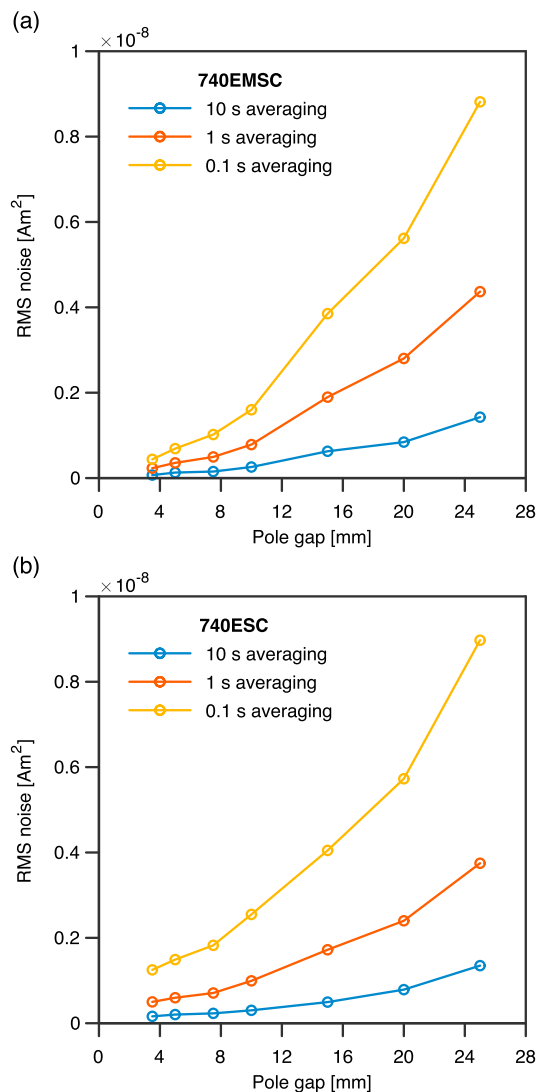 (a)
× 10⁻⁸
1
0.8
0.6
0.4
0.2
0
RMS noise [Am²]
740EMSC
10 s averaging
1 s averaging
0.1 s averaging
0 4 8 12 16 20 24 28
Pole gap [mm]
(b)
× 10⁻⁸
1
0.8
0.6
0.4
0.2
0
RMS noise [Am²]
740ESC
10 s averaging
1 s averaging
0.1 s averaging
0 4 8 12 16 20 24 28
Pole gap [mm]